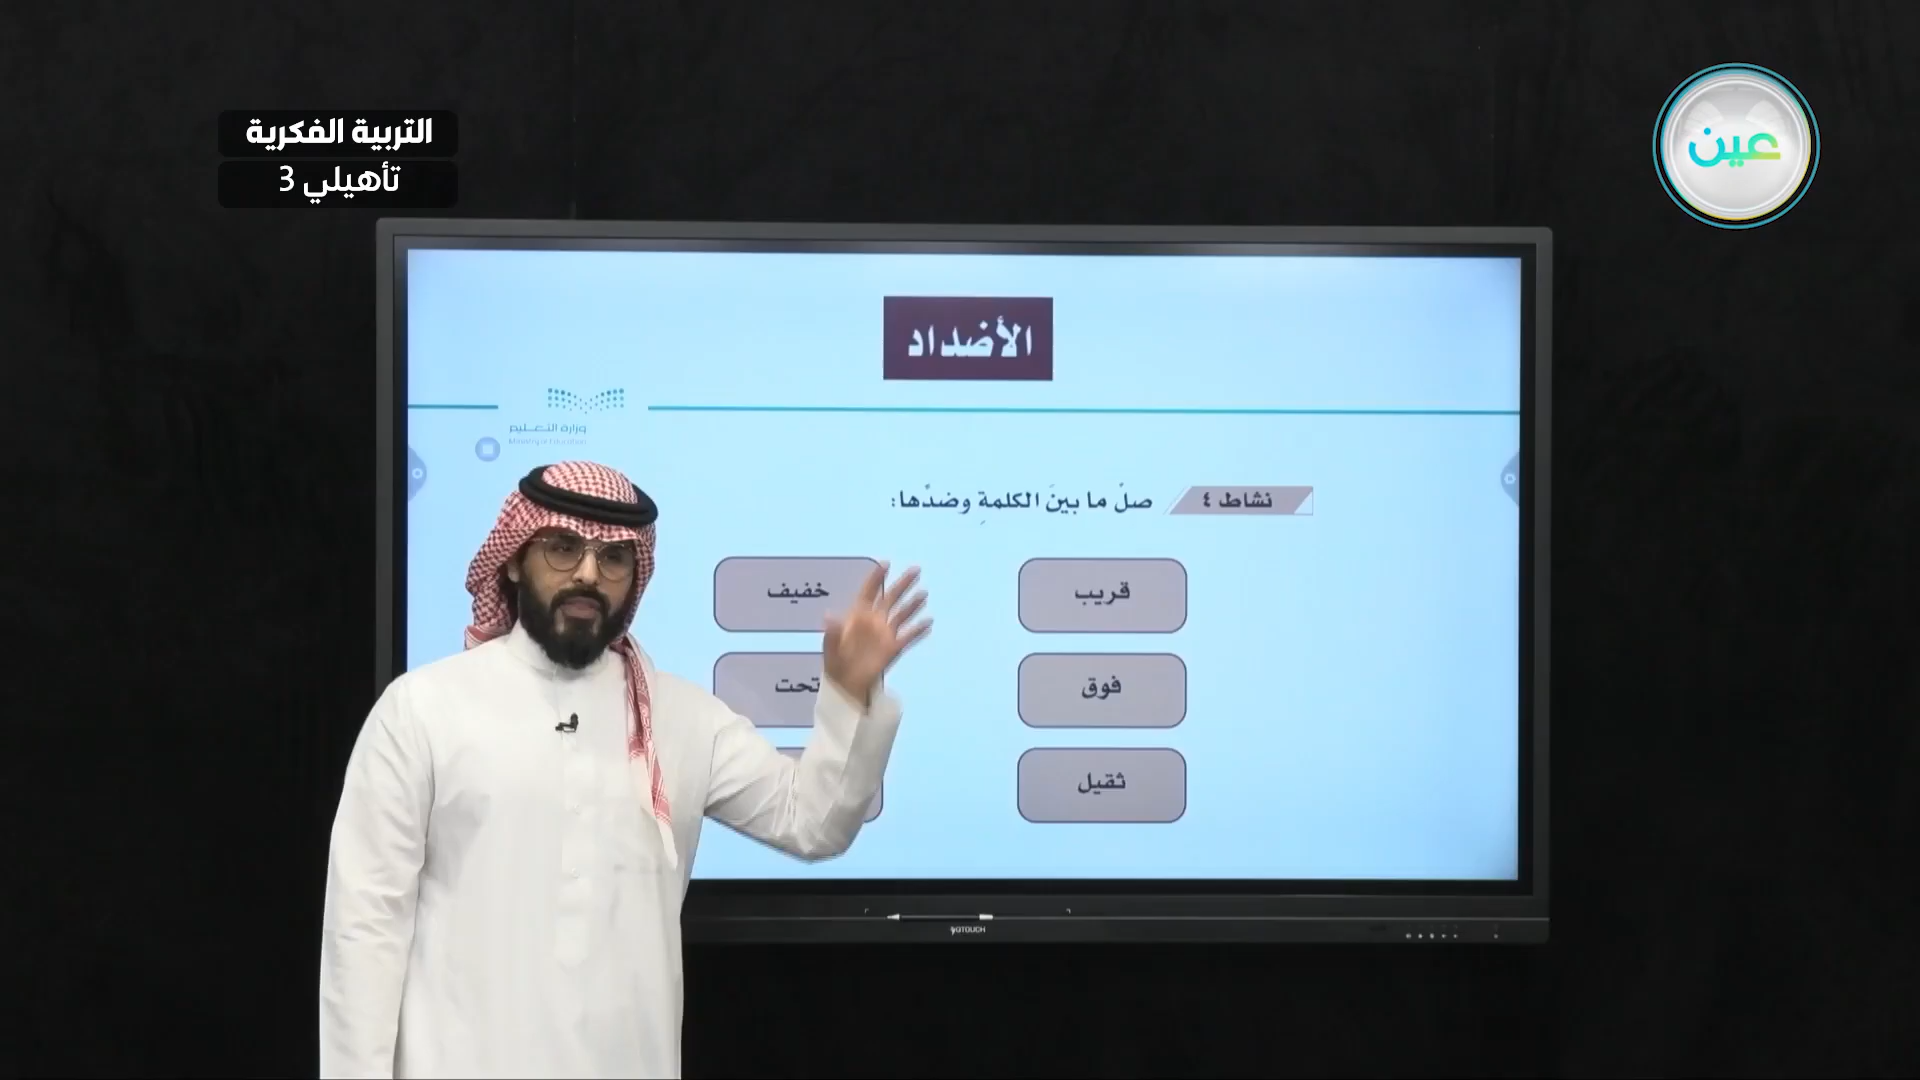 التربية الفكرية
تأهيلي 3
عين
الأضداد
وزارة التعـليم
Ministry of Education
نشاط ٤
صلْ ما بينَ الكلمةِ وضدِّها:
قريب
خفيف
فوق
تحت
ثقيل
QTOUCH